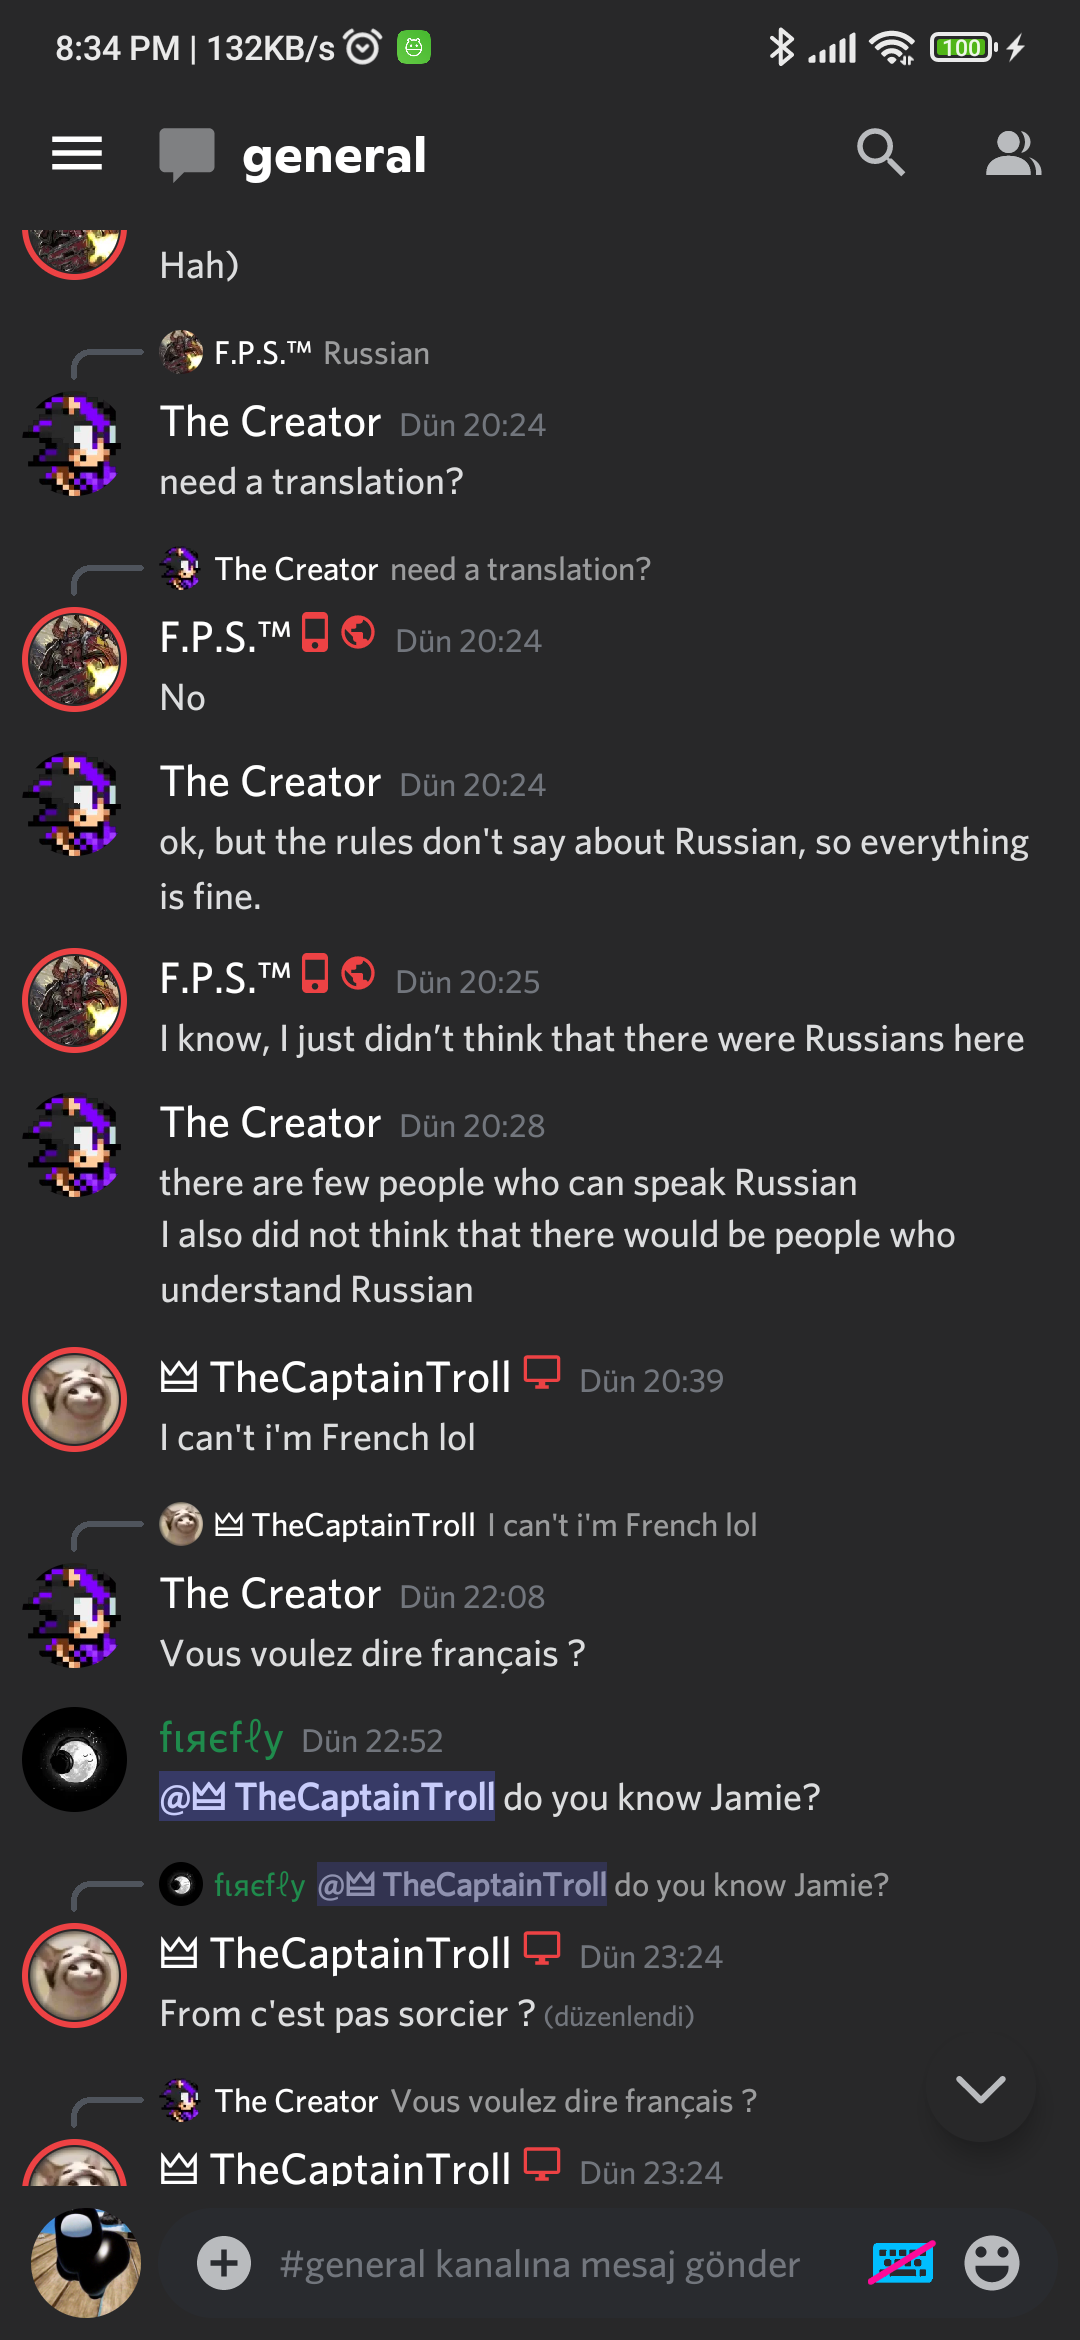 8:34 PM | 132KB/s
100
general
Hah)
F.P.S.™ Russian
The Creator Dün 20:24
need a translation?
The Creator need a translation?
F.P.S.™ Dün 20:24
No
The Creator Dün 20:24
ok, but the rules don't say about Russian, so everything
is fine.
F.P.S.™ Dün 20:25
I know, I just didn’t think that there were Russians here
The Creator Dün 20:28
there are few people who can speak Russian
I also did not think that there would be people who
understand Russian
TheCaptainTroll Dün 20:39
I can't i'm French lol
TheCaptainTroll I can't i'm French lol
The Creator Dün 22:08
Vous voulez dire français ?
fιяєfℓy Dün 22:52
@TheCaptainTroll do you know Jamie?
fιяєfℓy @TheCaptainTroll do you know Jamie?
TheCaptainTroll Dün 23:24
From c'est pas sorcier ? (düzenlendi)
The Creator Vous voulez dire français ?
TheCaptainTroll Dün 23:24
#general kanalına mesaj gönder